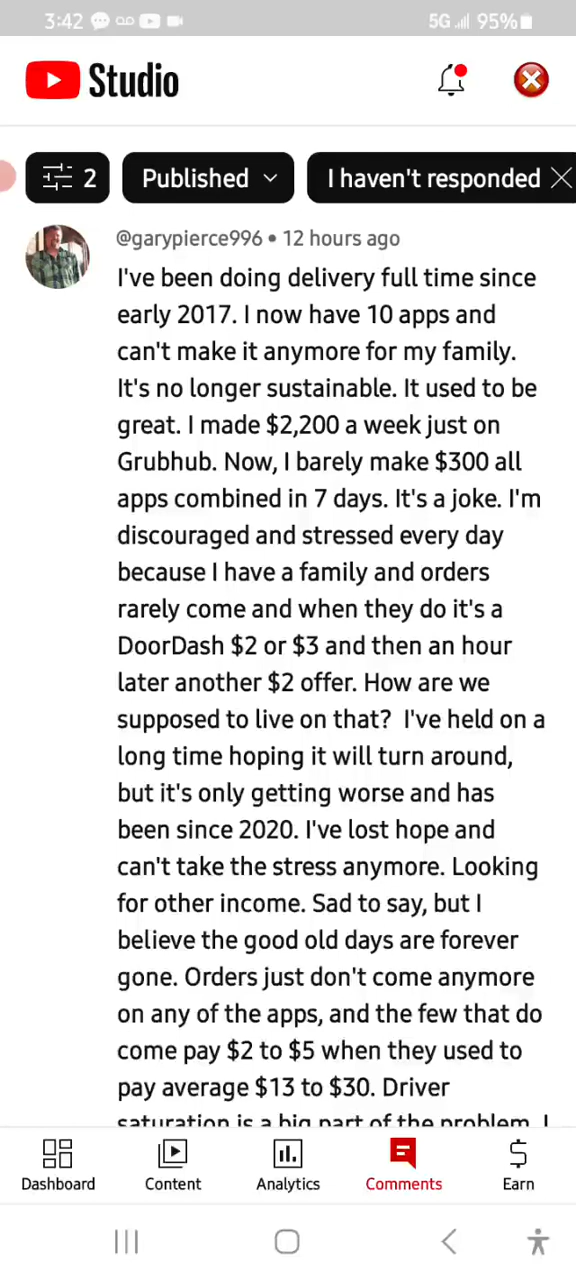 3:42
5G 95%
Studio
2
Published
I haven't responded
@garypierce996 • 12 hours ago
I've been doing delivery full time since
early 2017. I now have 10 apps and
can't make it anymore for my family.
It's no longer sustainable. It used to be
great. I made $2,200 a week just on
Grubhub. Now, I barely make $300 all
apps combined in 7 days. It's a joke. I'm
discouraged and stressed every day
because I have a family and orders
rarely come and when they do it's a
DoorDash $2 or $3 and then an hour
later another $2 offer. How are we
supposed to live on that? I've held on a
long time hoping it will turn around,
but it's only getting worse and has
been since 2020. I've lost hope and
can't take the stress anymore. Looking
for other income. Sad to say, but I
believe the good old days are forever
gone. Orders just don't come anymore
on any of the apps, and the few that do
come pay $2 to $5 when they used to
pay average $13 to $30. Driver
saturation is a big part of the problem. I
Dashboard
Content
Analytics
Comments
Earn